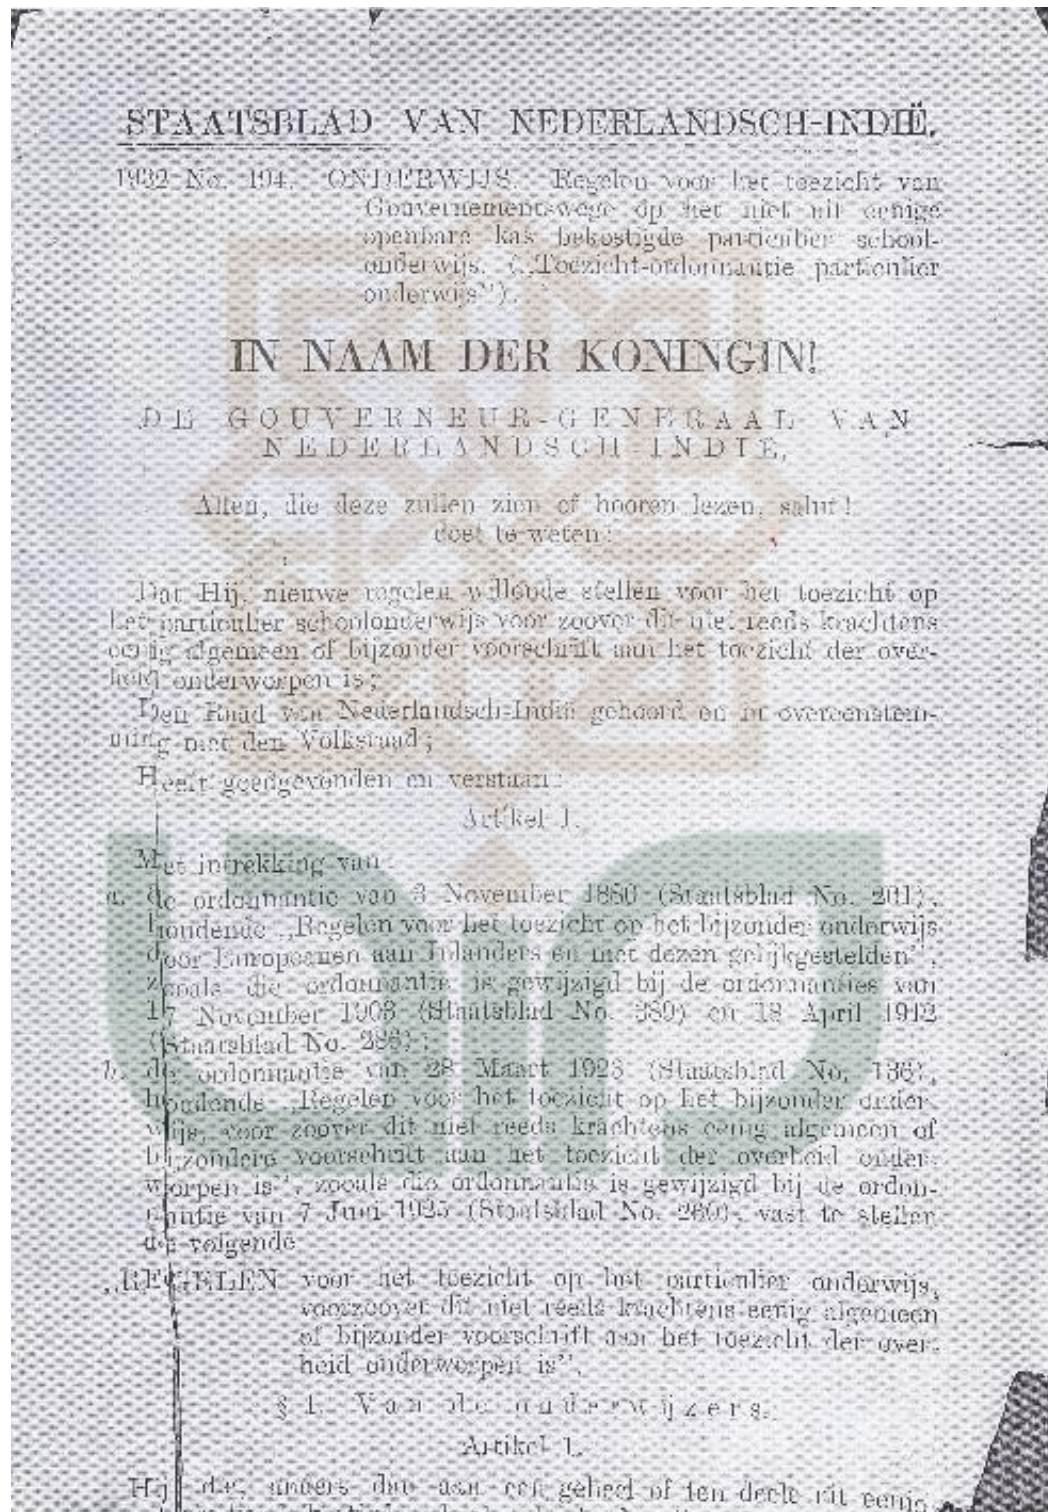 STAATSBLAD VAN NEDERLANDSCH-INDIË.
1932 No. 494. ONDERWIJS. Regelen voor het toezicht van
Gouvernementswege op het niet uit eenige
openbare kas bekostigde particulier school-
onderwijs. („Toezicht-ordonnantie particulier
onderwijs”).
IN NAAM DER KONINGIN!
DE GOUVERNEUR-GENERAAL VAN
NEDERLANDSCH-INDIË,
Allen, die deze zullen zien of hooren lezen, salut!
doet te weten:
Dat Hij, nieuwe regelen willende stellen voor het toezicht op
het particulier schoolonderwijs voor zoover dit niet reeds krachtens
eenig algemeen of bijzonder voorschrift aan het toezicht der over-
heid onderworpen is;
Den Raad van Nederlandsch-Indië gehoord en in overeenstem-
ming met den Volksraad;
Heeft goedgevonden en verstaan:
Artikel 1.
Met intrekking van:
a. de ordonnantie van 3 November 1880 (Staatsblad No. 201),
houdende „Regelen voor het toezicht op het bijzonder onderwijs
door Europeanen aan Inlanders en met dezen gelijkgestelden”,
zooals die ordonnantie is gewijzigd bij de ordonnanties van
17 November 1903 (Staatsblad No. 389) en 18 April 1912
(Staatsblad No. 286);
b. de ordonnantie van 28 Maart 1923 (Staatsblad No. 136),
houdende „Regelen voor het toezicht op het bijzonder onder-
wijs, voor zoover dit niet reeds krachtens eenig algemeen of
bijzondere voorschrift aan het toezicht der overheid onder-
worpen is”, zooals die ordonnantie is gewijzigd bij de ordon-
nantie van 7 Juni 1925 (Staatsblad No. 260), vast te stellen
de volgende
„REGELEN voor het toezicht op het particulier onderwijs,
voorzoover dit niet reeds krachtens eenig algemeen
of bijzonder voorschrift aan het toezicht der over-
heid onderworpen is”.
§ 1. Van de onderwijzers.
Artikel 1.
Hij die, anders dan aan een geheel of ten deele uit eenige